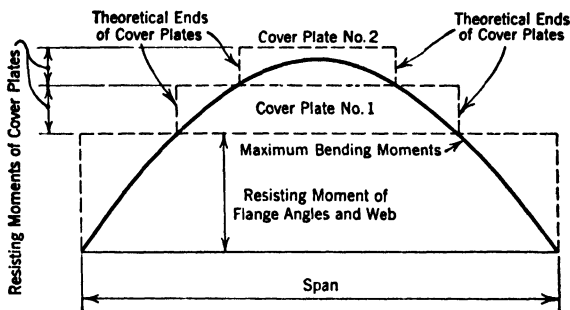 Theoretical Ends
of Cover Plates
Cover Plate No. 2
Theoretical Ends
of Cover Plates
Resisting Moments of Cover Plates
Cover Plate No. 1
Maximum Bending Moments
Resisting Moment of
Flange Angles and Web
Span